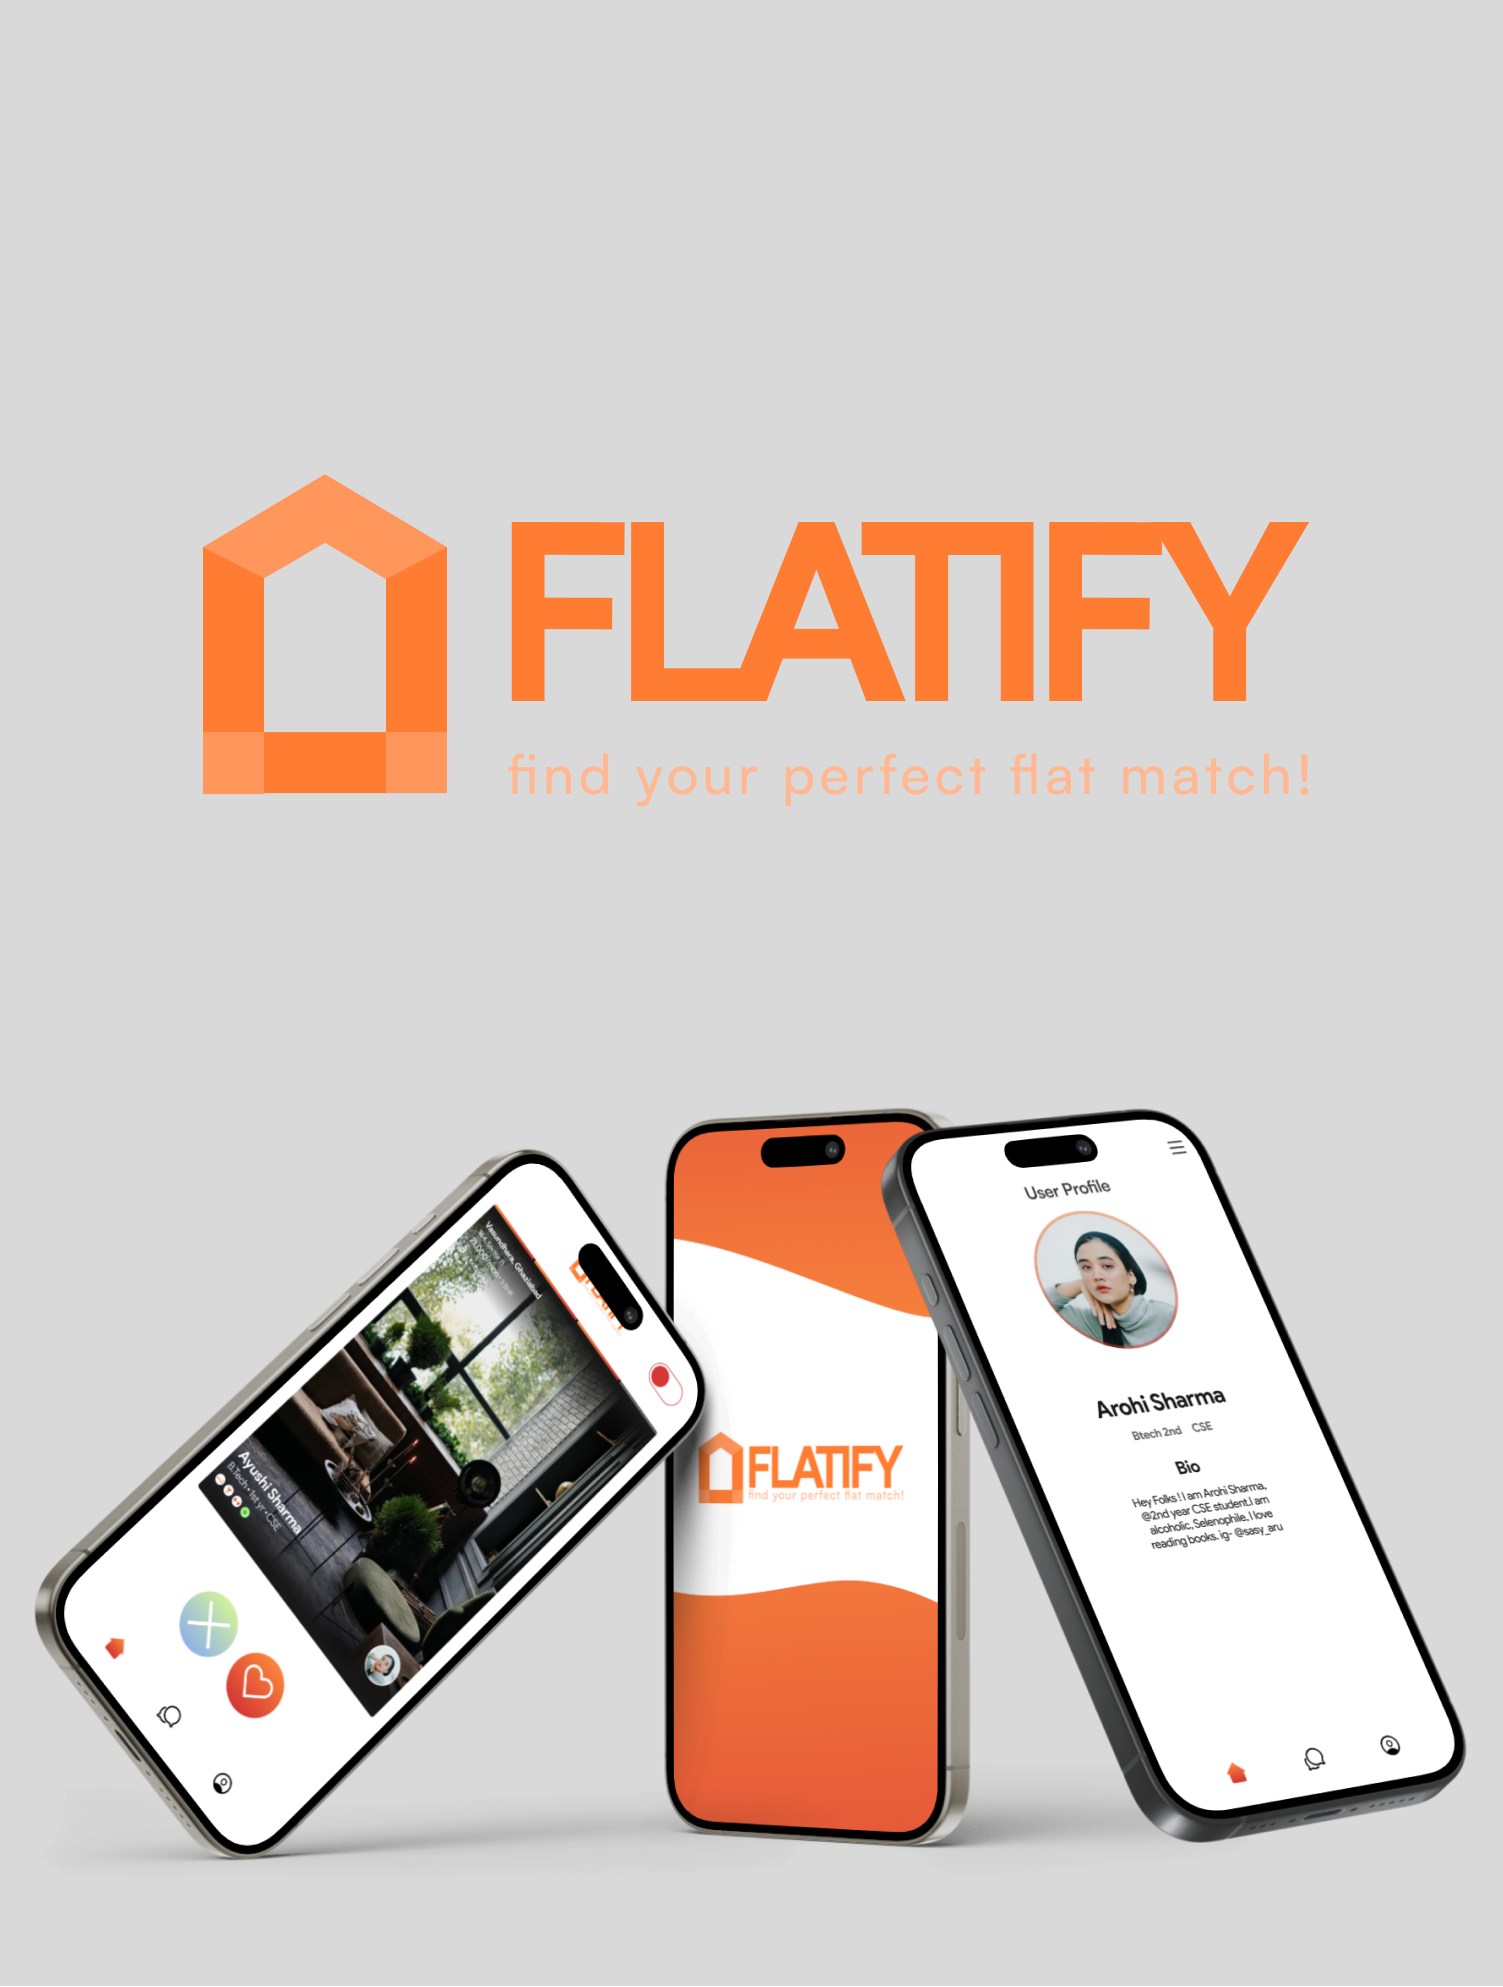 FLATIFY
find your perfect flat match!
Vasundhara, Ghaziabad
Ayushi Sharma
B.Tech • 1st yr • CSE
FLATIFY
find your perfect flat match!
User Profile
Arohi Sharma
Btech 2nd CSE
Bio
Hey Folks ! I am Arohi Sharma,
@2nd year CSE student.I am
alcoholic, Selenophile, I love
reading books. ig- @sasy_aru